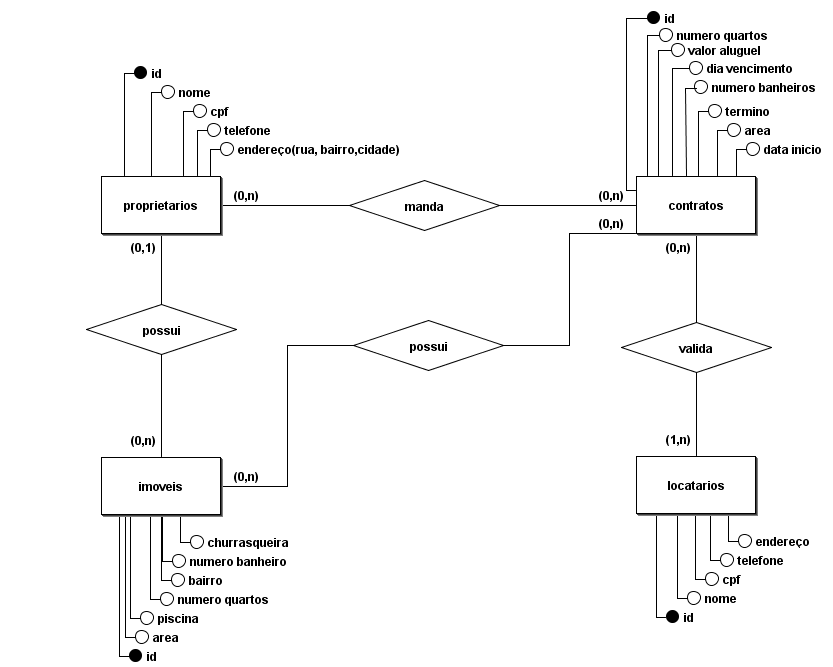 id
numero quartos
valor aluguel
dia vencimento
numero banheiros
termino
area
data inicio
id
nome
cpf
telefone
endereço(rua, bairro,cidade)
proprietarios
(0,n)
manda
(0,n)
contratos
(0,n)
(0,1)
(0,n)
possui
possui
valida
(0,n)
(1,n)
imoveis
(0,n)
locatarios
churrasqueira
numero banheiro
bairro
numero quartos
piscina
area
id
endereço
telefone
cpf
nome
id